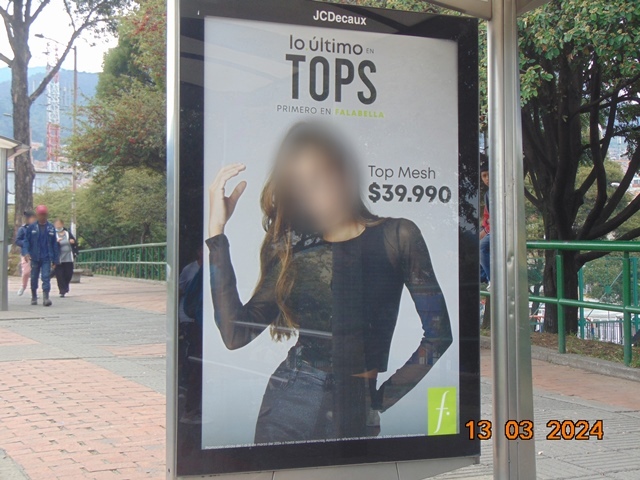 JCDecaux
lo último EN
TOPS
PRIMERO EN FALABELLA
Top Mesh
$39.990
f.
13 03 2024